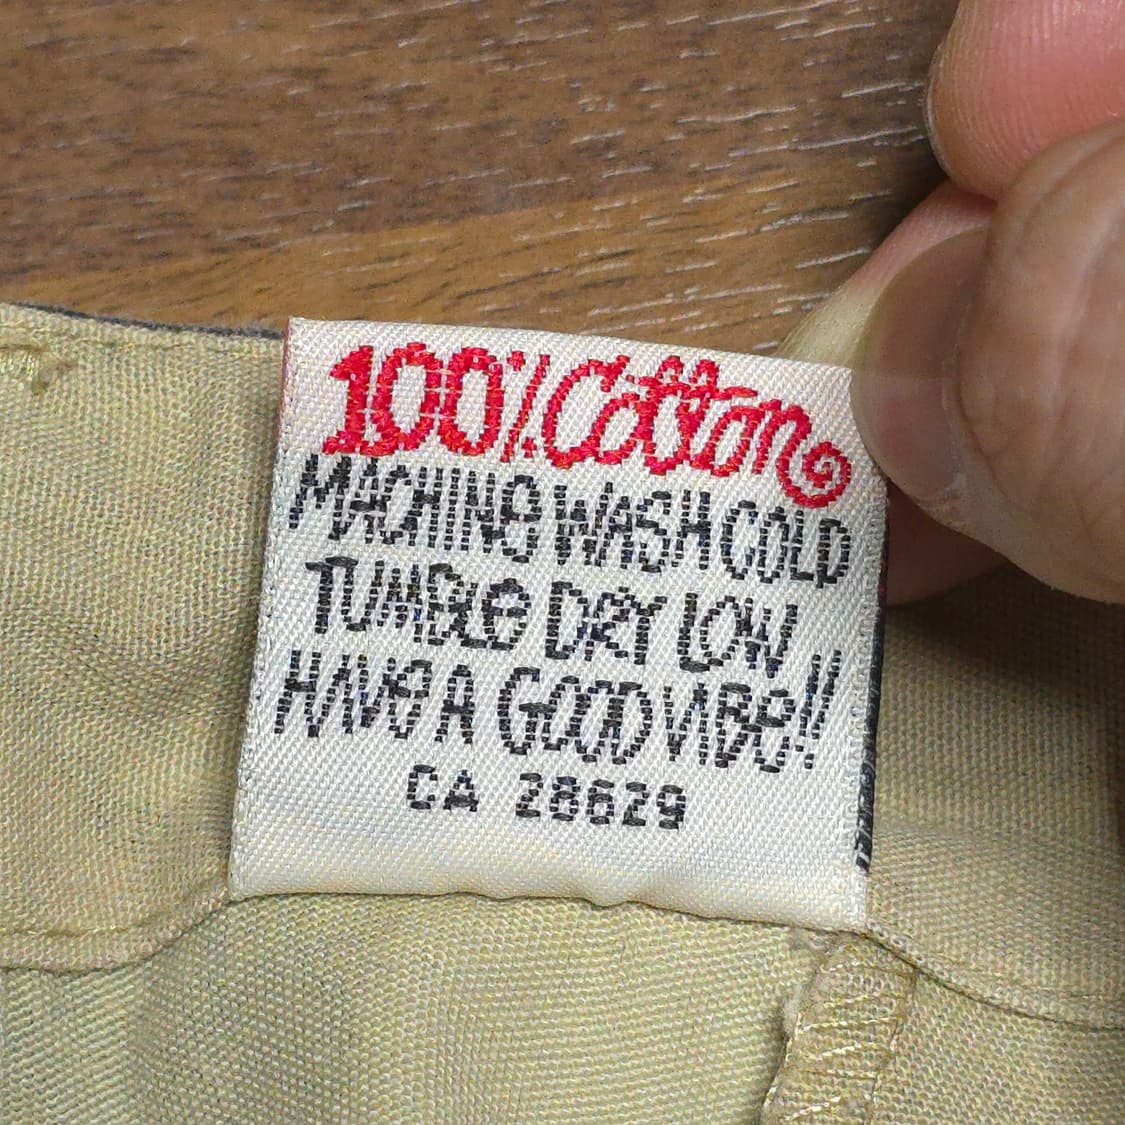 100% Cotton
MACHINE WASH COLD
TUMBLE DRY LOW
HAVE A GOOD VIBE!!
CA 28629